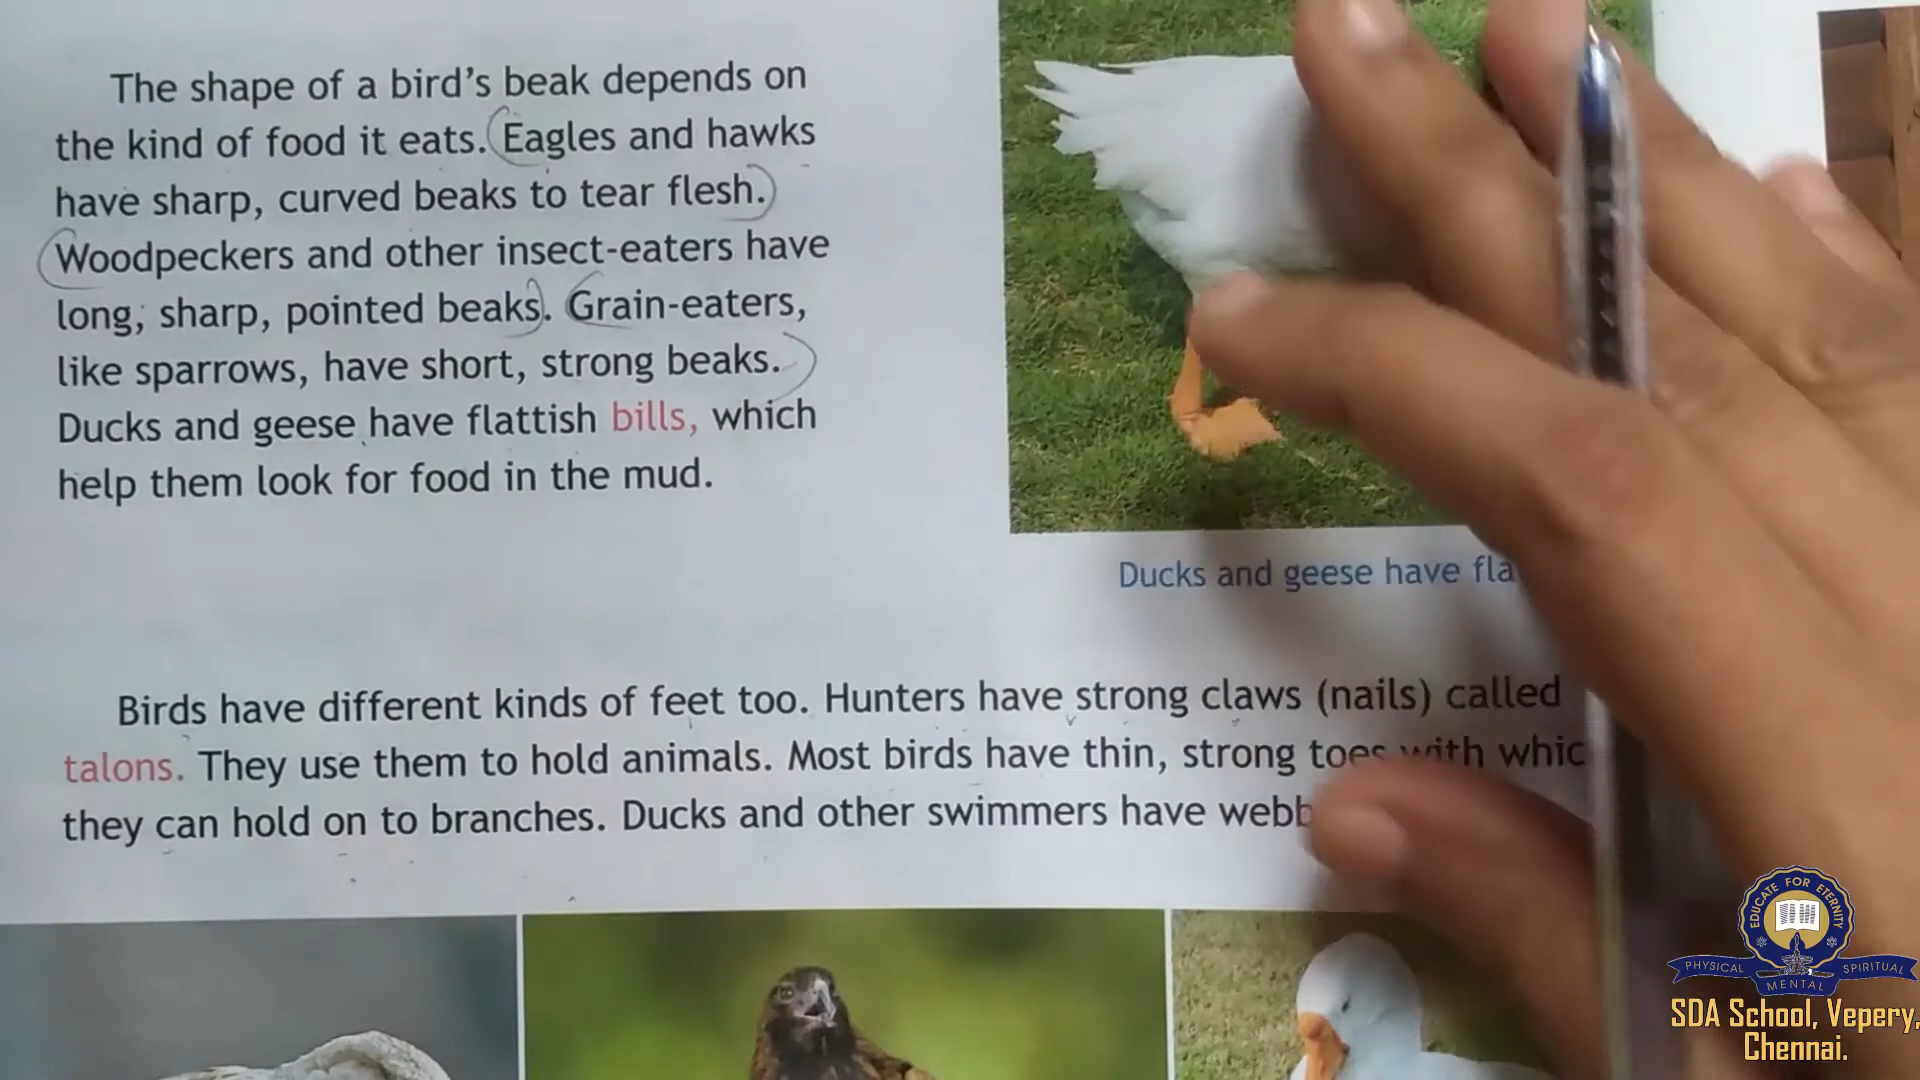 The shape of a bird's beak depends on
the kind of food it eats. Eagles and hawks
have sharp, curved beaks to tear flesh.
Woodpeckers and other insect-eaters have
long, sharp, pointed beaks. Grain-eaters,
like sparrows, have short, strong beaks.
Ducks and geese have flattish bills, which
help them look for food in the mud.
Ducks and geese have
Birds have different kinds of feet too. Hunters have strong claws (nails) called
talons. They use them to hold animals. Most birds have thin, strong toes with
they can hold on to branches. Ducks and other swimmers have
EDUCATE FOR ETERNITY
PHYSICAL MENTAL SPIRITUAL
SDA School, Vepery,
Chennai.